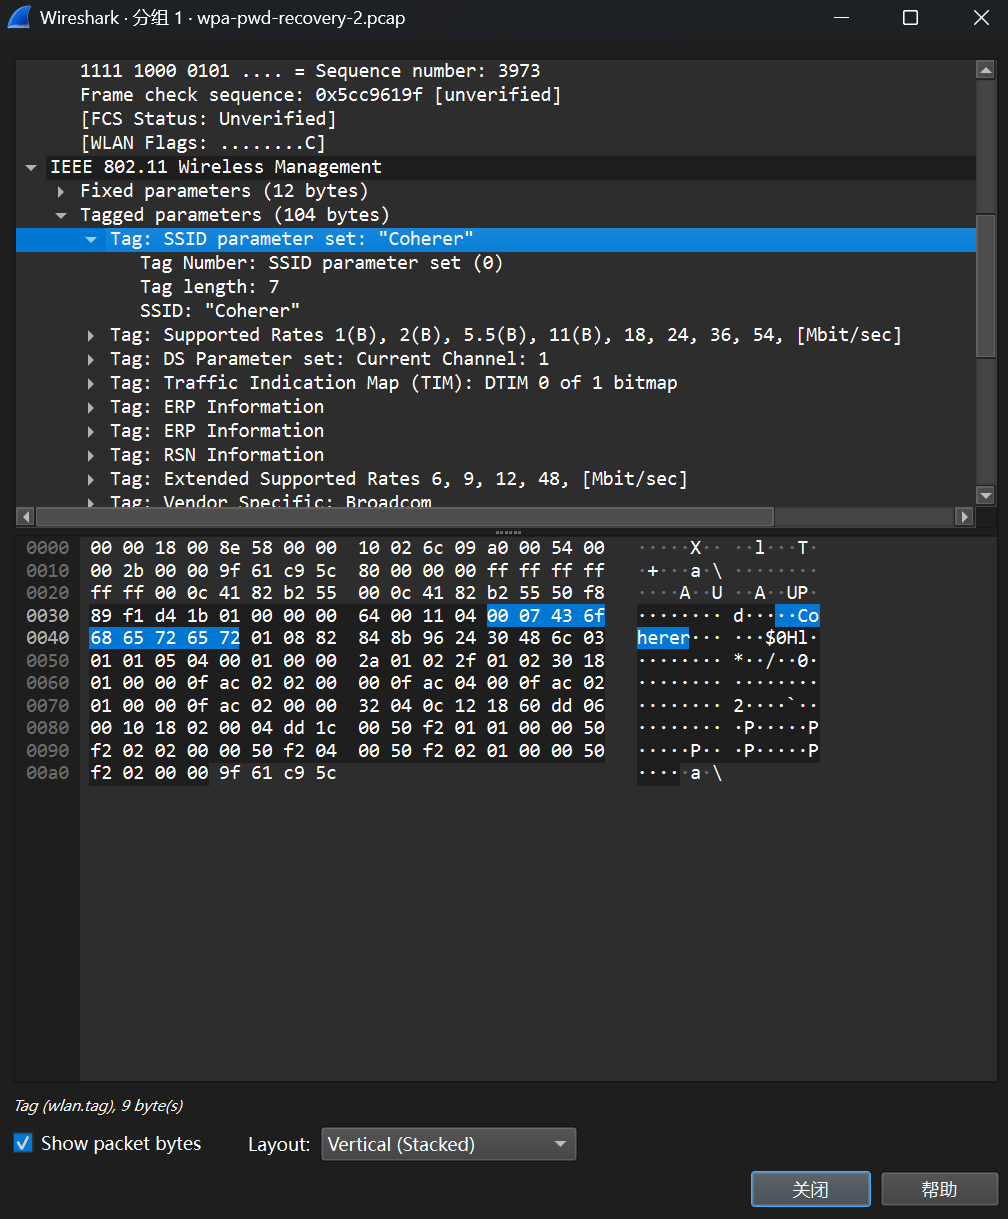 Wireshark · 分组 1 · wpa-pwd-recovery-2.pcap
1111 1000 0101 .... = Sequence number: 3973
Frame check sequence: 0x5cc9619f [unverified]
[FCS Status: Unverified]
[WLAN Flags: ........C]
IEEE 802.11 Wireless Management
Fixed parameters (12 bytes)
Tagged parameters (104 bytes)
Tag: SSID parameter set: "Coherer"
Tag Number: SSID parameter set (0)
Tag length: 7
SSID: "Coherer"
Tag: Supported Rates 1(B), 2(B), 5.5(B), 11(B), 18, 24, 36, 54, [Mbit/sec]
Tag: DS Parameter set: Current Channel: 1
Tag: Traffic Indication Map (TIM): DTIM 0 of 1 bitmap
Tag: ERP Information
Tag: ERP Information
Tag: RSN Information
Tag: Extended Supported Rates 6, 9, 12, 48, [Mbit/sec]
Tag: Vendor Specific: Broadcom
0000 00 00 18 00 8e 58 00 00 10 02 6c 09 a0 00 54 00 ·····X·· ··l···T·
0010 00 2b 00 00 9f 61 c9 5c 80 00 00 00 ff ff ff ff ·+···a·\ ········
0020 ff ff 00 0c 41 82 b2 55 00 0c 41 82 b2 55 50 f8 ····A··U ··A··UP·
0030 89 f1 d4 1b 01 00 00 00 64 00 11 04 00 07 43 6f ········ d·····Co
0040 68 65 72 65 72 01 08 82 84 8b 96 24 30 48 6c 03 herer··· ···$0Hl·
0050 01 01 05 04 00 01 00 00 2a 01 02 2f 01 02 30 18 ········ *··/··0·
0060 01 00 00 0f ac 02 02 00 00 0f ac 04 00 0f ac 02 ········ ········
0070 01 00 00 0f ac 02 00 00 32 04 0c 12 18 60 dd 06 ········ 2····`··
0080 00 10 18 02 00 04 dd 1c 00 50 f2 01 01 00 00 50 ········ ·P·····P
0090 f2 02 02 00 00 50 f2 04 00 50 f2 02 01 00 00 50 ·····P·· ·P·····P
00a0 f2 02 00 00 9f 61 c9 5c ·····a·\
Tag (wlan.tag), 9 byte(s)
Show packet bytes Layout: Vertical (Stacked)
关闭 帮助